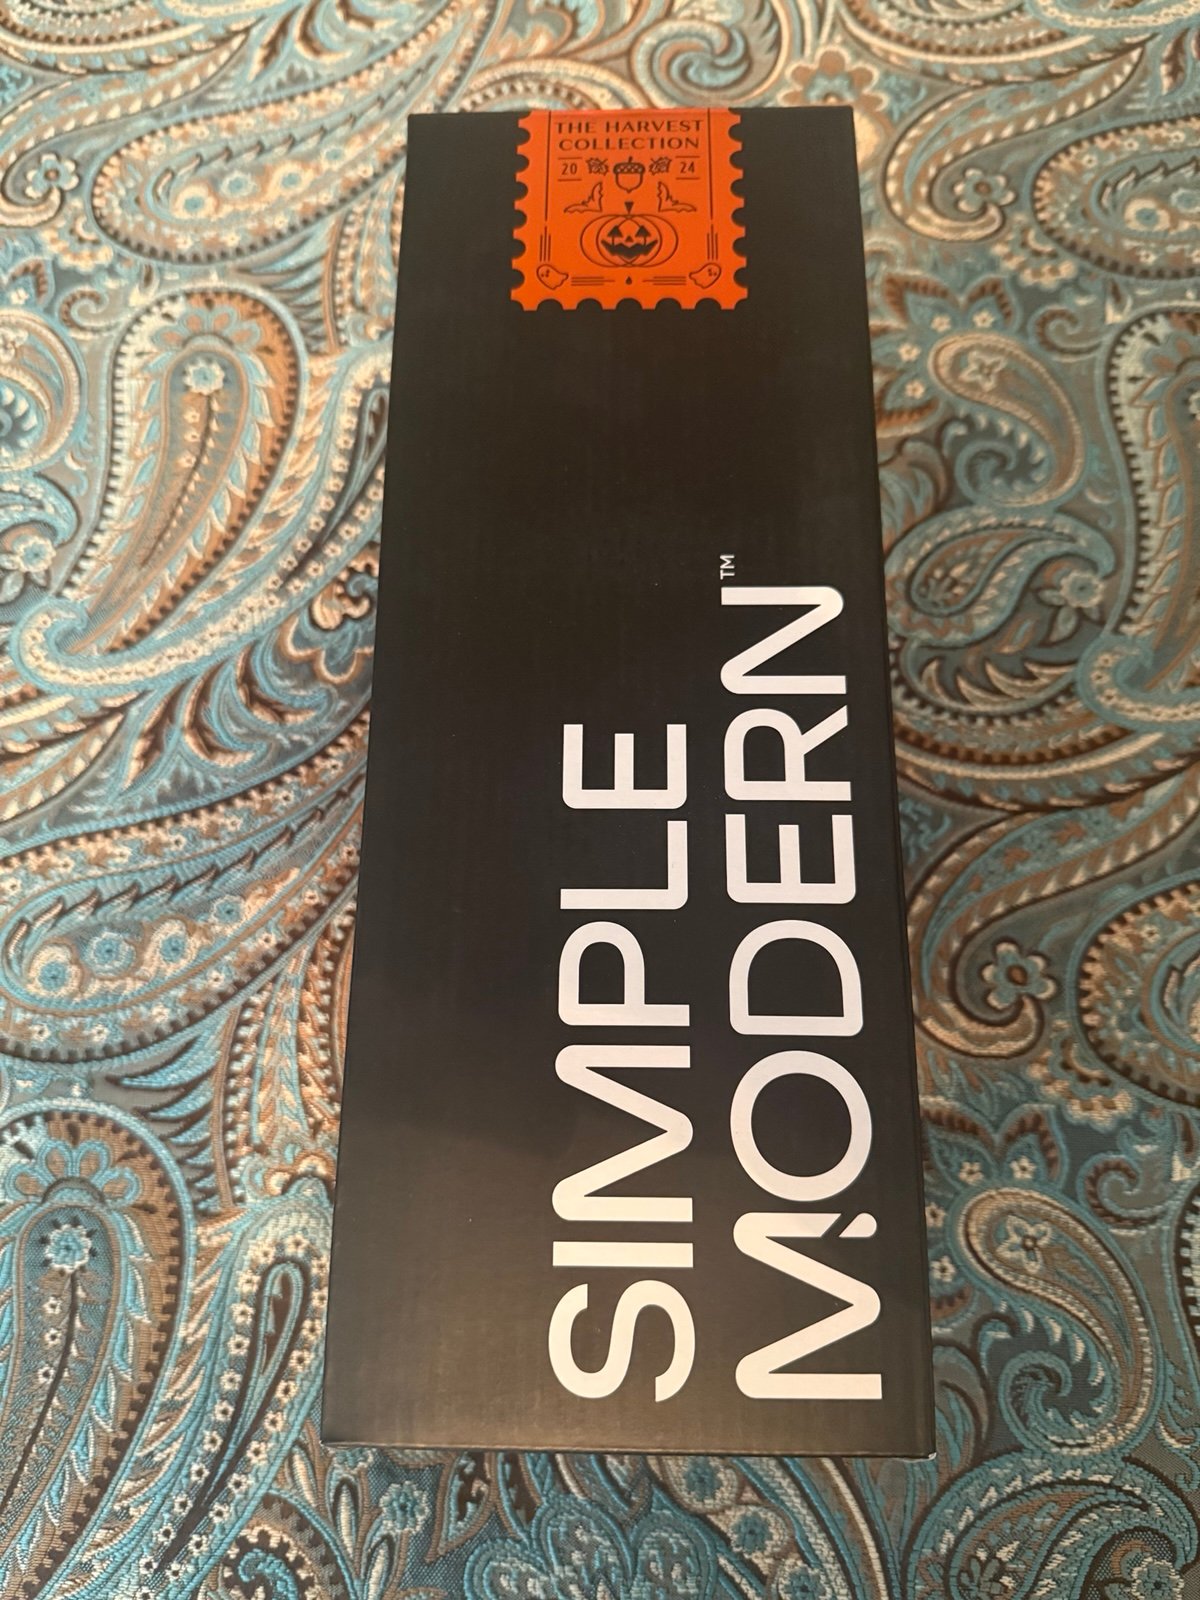 THE HARVEST
COLLECTION
20 24
SIMPLE
MODERN™